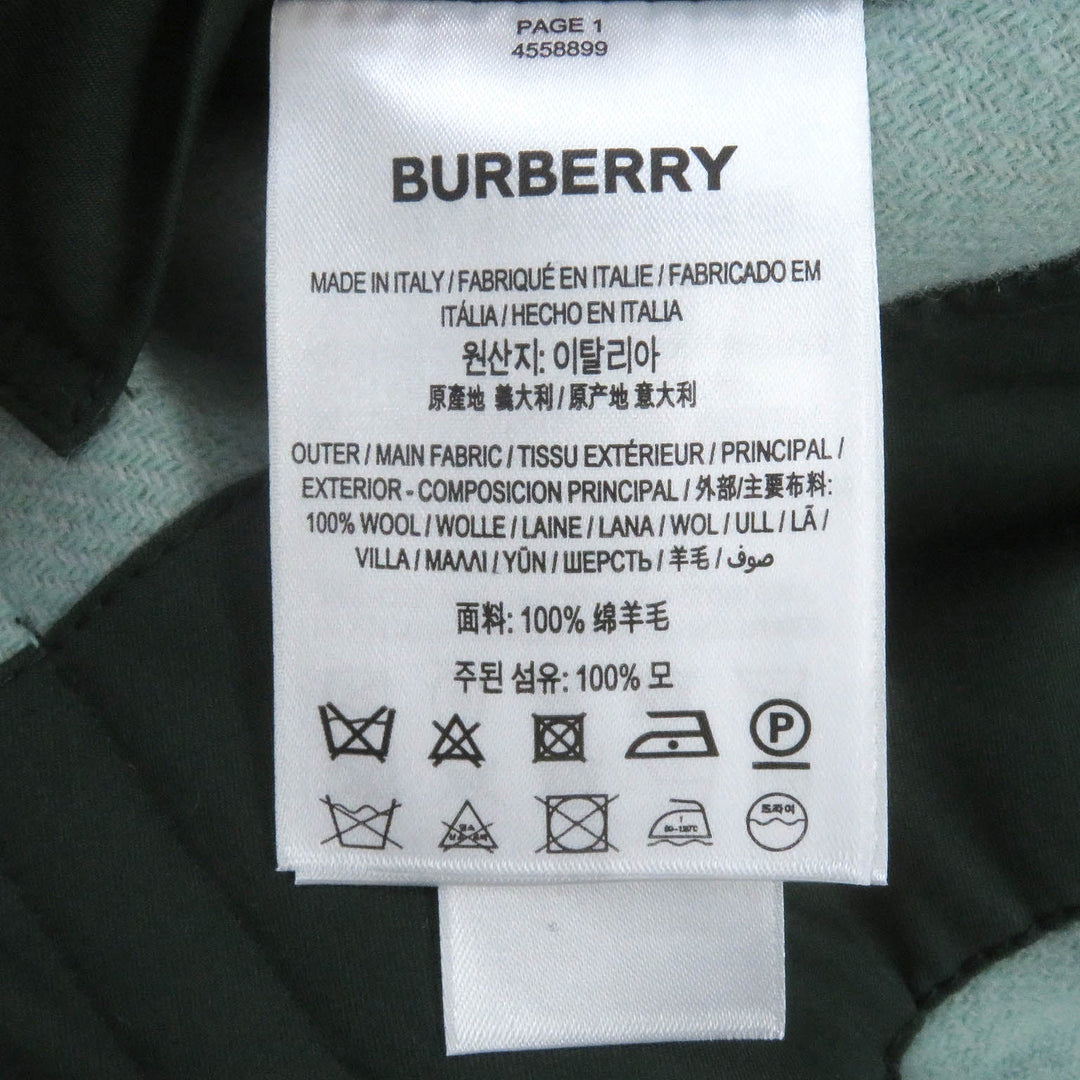 PAGE 1
4558899
BURBERRY
MADE IN ITALY / FABRIQUÉ EN ITALIE / FABRICADO EM
ITÁLIA / HECHO EN ITALIA
원산지: 이탈리아
原產地 義大利 / 原产地 意大利
OUTER / MAIN FABRIC / TISSU EXTÉRIEUR / PRINCIPAL /
EXTERIOR - COMPOSICION PRINCIPAL / 外部/主要布料:
100% WOOL / WOLLE / LAINE / LANA / WOL / ULL / LÃ /
VILLA / ΜΑΛΛΙ / YÜN / ШЕРСТЬ / 羊毛 / صوف
面料: 100% 绵羊毛
주된 섬유: 100% 모
P
드라이